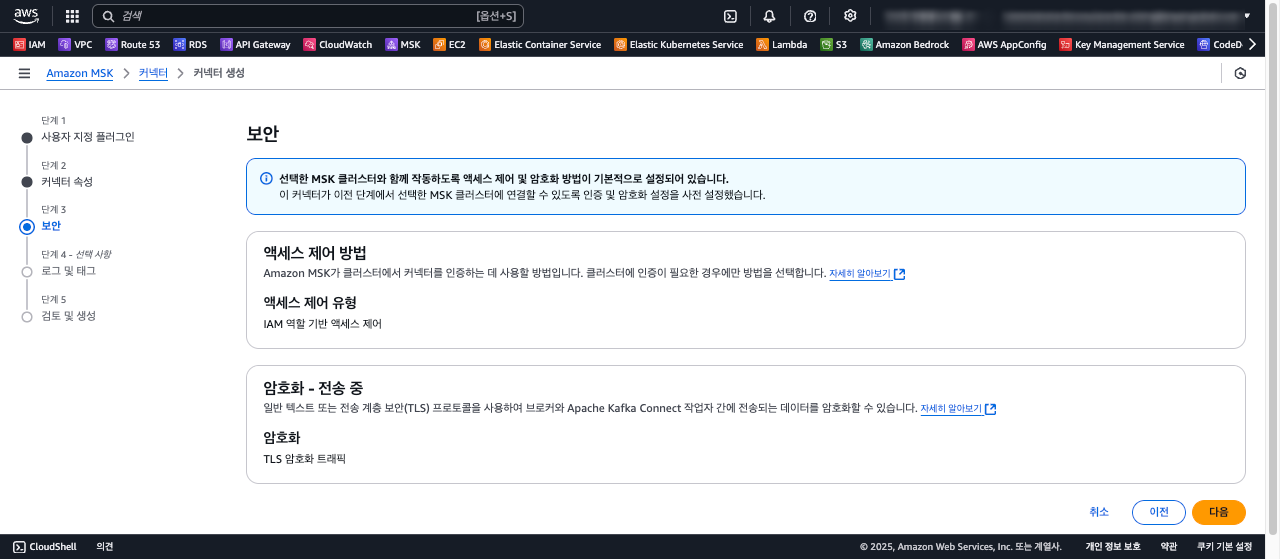 aws
검색 [옵션+S]
IAM VPC Route 53 RDS API Gateway CloudWatch MSK EC2 Elastic Container Service Elastic Kubernetes Service Lambda S3 Amazon Bedrock AWS AppConfig Key Management Service CodeD
Amazon MSK 커넥터 커넥터 생성
단계 1
사용자 지정 플러그인
단계 2
커넥터 속성
단계 3
보안
단계 4 - 선택 사항
로그 및 태그
단계 5
검토 및 생성
보안
선택한 MSK 클러스터와 함께 작동하도록 액세스 제어 및 암호화 방법이 기본적으로 설정되어 있습니다.
이 커넥터가 이전 단계에서 선택한 MSK 클러스터에 연결할 수 있도록 인증 및 암호화 설정을 사전 설정했습니다.
액세스 제어 방법
Amazon MSK가 클러스터에서 커넥터를 인증하는 데 사용할 방법입니다. 클러스터에 인증이 필요한 경우에만 방법을 선택합니다. 자세히 알아보기
액세스 제어 유형
IAM 역할 기반 액세스 제어
암호화 - 전송 중
일반 텍스트 또는 전송 계층 보안(TLS) 프로토콜을 사용하여 브로커와 Apache Kafka Connect 작업자 간에 전송되는 데이터를 암호화할 수 있습니다. 자세히 알아보기
암호화
TLS 암호화 트래픽
취소 이전 다음
CloudShell 의견 © 2025, Amazon Web Services, Inc. 또는 계열사. 개인 정보 보호 약관 쿠키 기본 설정